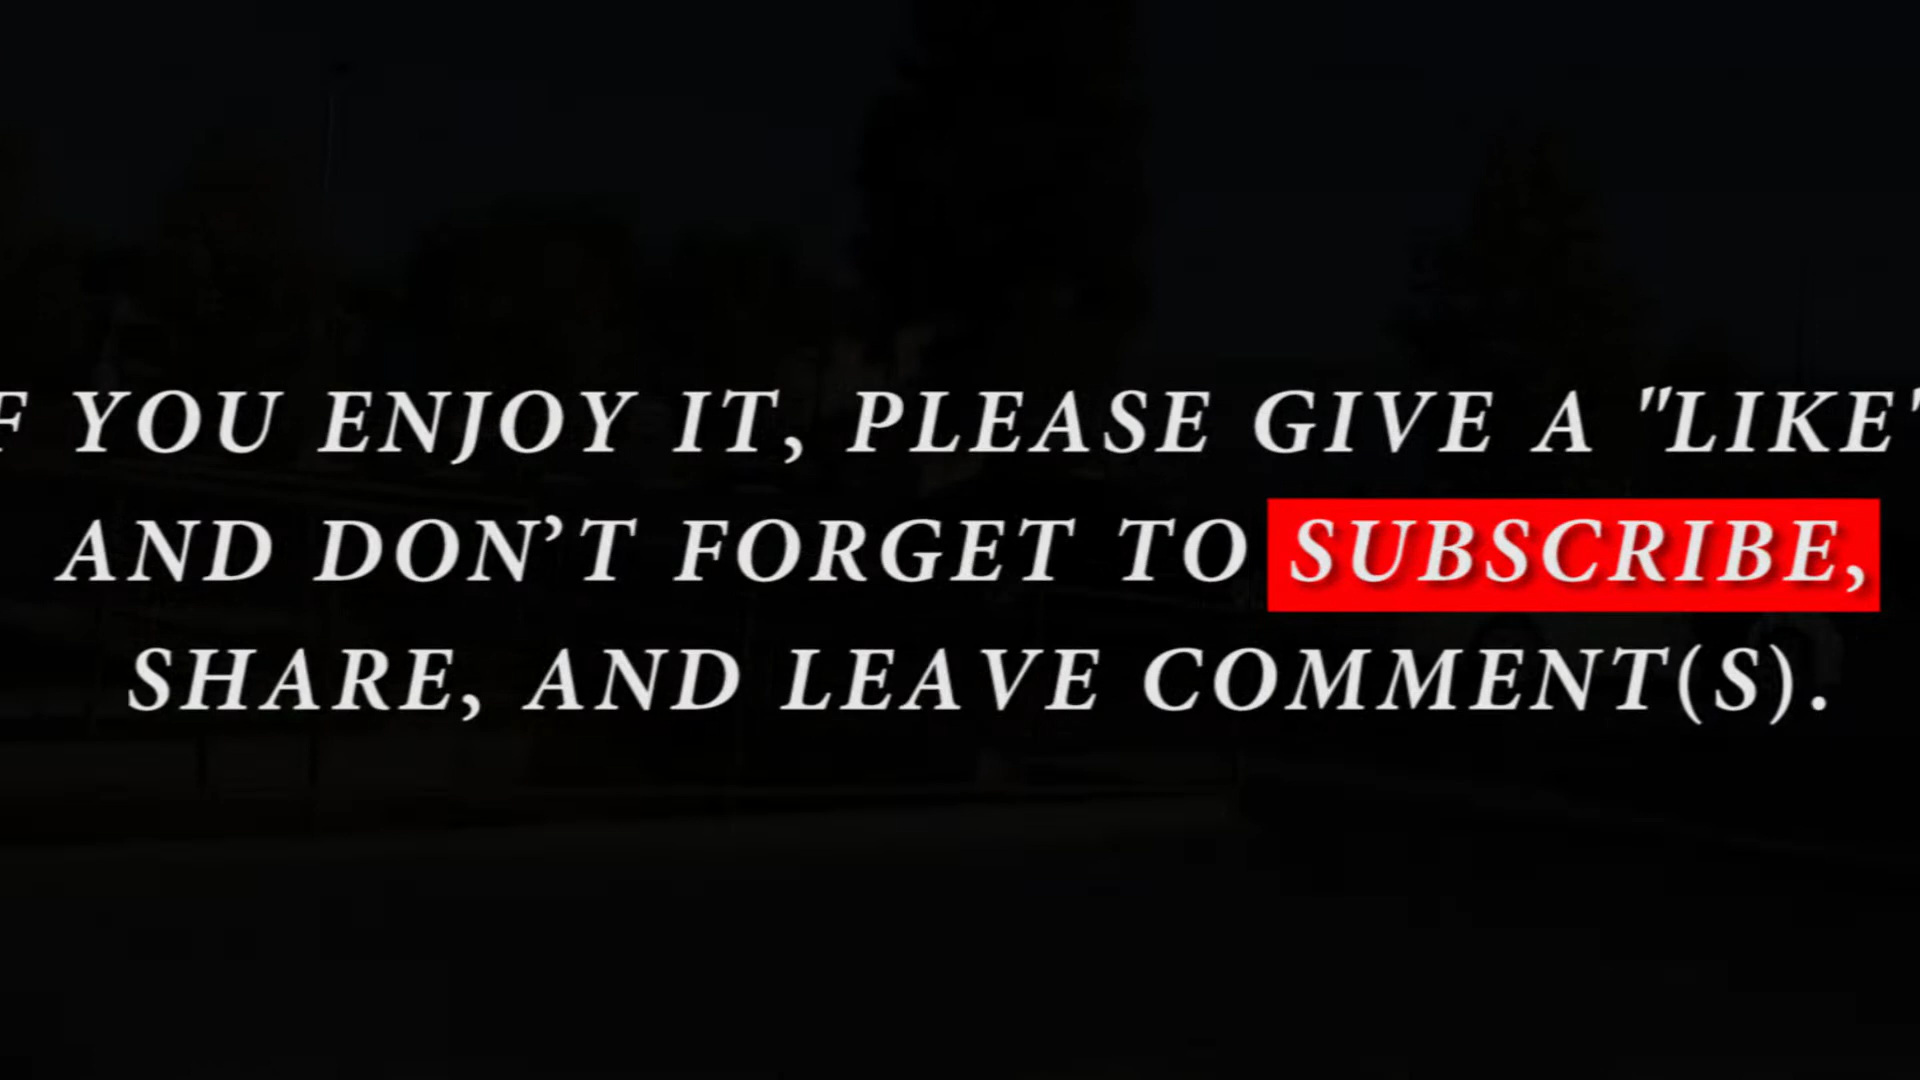 F YOU ENJOY IT, PLEASE GIVE A "LIKE"
AND DON’T FORGET TO SUBSCRIBE,
SHARE, AND LEAVE COMMENT(S).